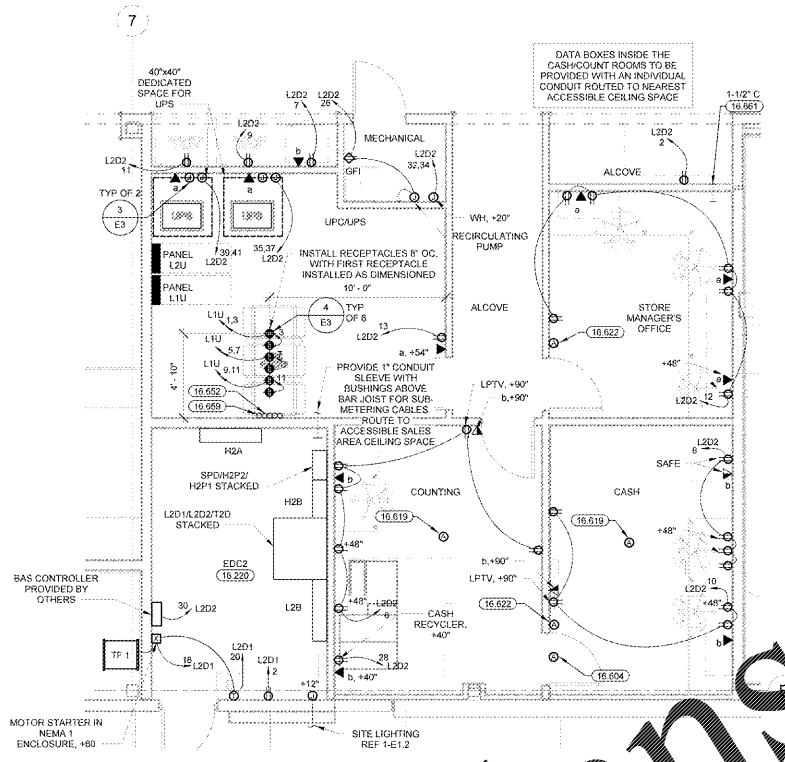 7
40"x40"
DEDICATED
SPACE FOR
UPS
L2D2
9
L2D2
7
L2D2
26
DATA BOXES INSIDE THE
CASH/COUNT ROOMS TO BE
PROVIDED WITH AN INDIVIDUAL
CONDUIT ROUTED TO NEAREST
ACCESSIBLE CEILING SPACE
1-1/2" C
16.661
L2D2
11
b
MECHANICAL
GFI
L2D2
32,34
L2D2
2
ALCOVE
TYP OF 2
3
E3
a
a
UPS
UPS
UPC/UPS
WH, +20"
RECIRCULATING
PUMP
a
PANEL
L2U
PANEL
L1U
39,41
L2D2
35,37
L2D2
INSTALL RECEPTACLES 8" OC.
WITH FIRST RECEPTACLE
INSTALLED AS DIMENSIONED
10' - 0"
ALCOVE
STORE
MANAGER'S
OFFICE
a
L1U
1,3
4
E3
TYP
OF 6
3
L1U
5,7
7
L1U
9,11
11
4' - 10"
13
L2D2
a, +54"
16.622
A
+48"
a
12
L2D2
16.652
16.659
PROVIDE 1" CONDUIT
SLEEVE WITH
BUSHINGS ABOVE
BAR JOIST FOR SUB-
METERING CABLES
ROUTE TO
ACCESSIBLE SALES
AREA CEILING SPACE
LPTV, +90"
b,+90"
H2A
SPD/H2P2/
H2P1 STACKED
H2B
L2D1/L2D2/T2D
STACKED
b
COUNTING
16.619
A
CASH
16.619
A
L2D2
8
SAFE
b
+48"
+48"
EDC2
16.220
L2B
b,+90"
LPTV, +90"
10
L2D2
+48"
BAS CONTROLLER
PROVIDED BY
OTHERS
30
L2D2
+48"
L2D2
6
CASH
RECYCLER,
+40"
16.622
A
b
TP 1
18
L2D1
L2D1
20
L2D1
2
+12"
28
L2D2
b, +40"
A
16.604
MOTOR STARTER IN
NEMA 1
ENCLOSURE, +60
SITE LIGHTING
REF 1-E1.2
ons